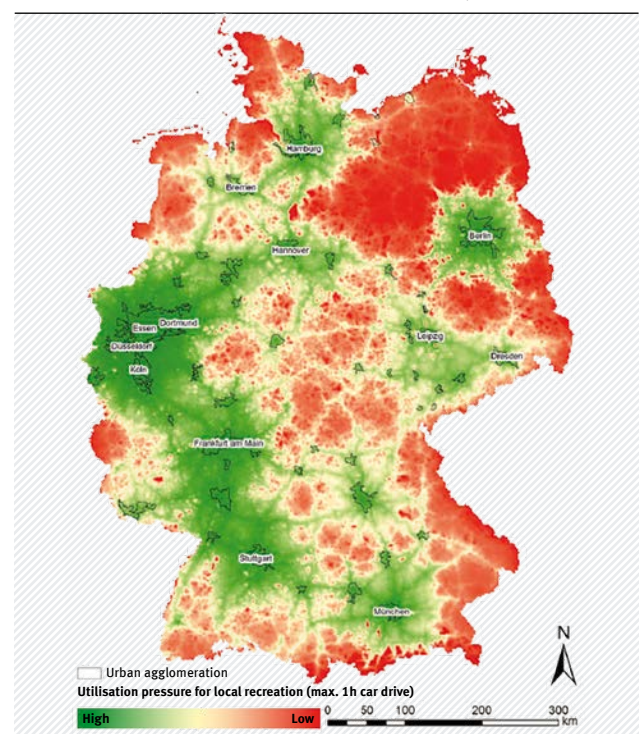 Hamburg
Bremen
Berlin
Hannover
Essen Dortmund
Düsseldorf
Köln
Leipzig
Dresden
Frankfurt am Main
Stuttgart
München
N
Urban agglomeration
Utilisation pressure for local recreation (max. 1h car drive)
High Low
0 50 100 200 300
km